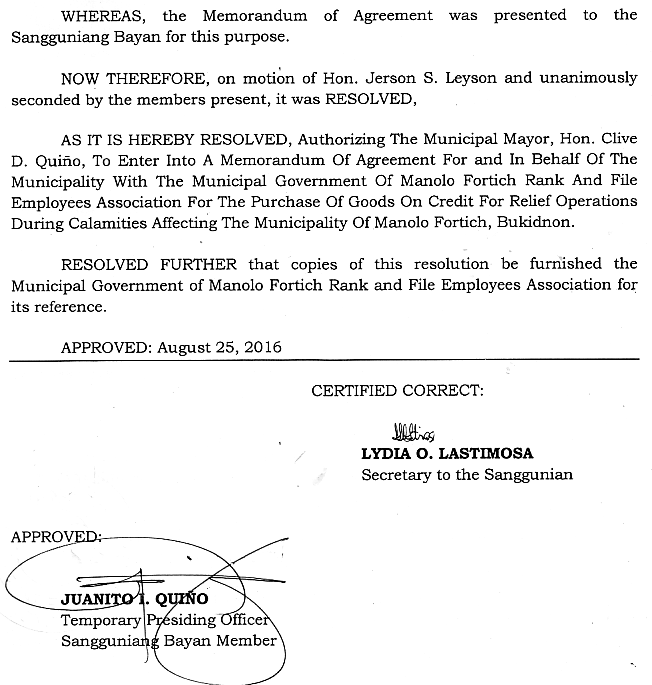 WHEREAS, the Memorandum of Agreement was presented to the
Sangguniang Bayan for this purpose.
NOW THEREFORE, on motion of Hon. Jerson S. Leyson and unanimously
seconded by the members present, it was RESOLVED,
AS IT IS HEREBY RESOLVED, Authorizing The Municipal Mayor, Hon. Clive
D. Quiño, To Enter Into A Memorandum Of Agreement For and In Behalf Of The
Municipality With The Municipal Government Of Manolo Fortich Rank And File
Employees Association For The Purchase Of Goods On Credit For Relief Operations
During Calamities Affecting The Municipality Of Manolo Fortich, Bukidnon.
RESOLVED FURTHER that copies of this resolution be furnished the
Municipal Government of Manolo Fortich Rank and File Employees Association for
its reference.
APPROVED: August 25, 2016
CERTIFIED CORRECT:
LYDIA O. LASTIMOSA
Secretary to the Sanggunian
APPROVED:
JUANITO I. QUIÑO
Temporary Presiding Officer
Sangguniang Bayan Member